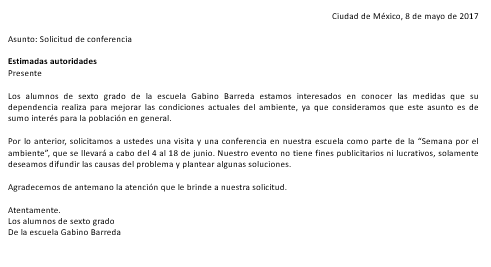 Ciudad de México, 8 de mayo de 2017
Asunto: Solicitud de conferencia
Estimadas autoridades
Presente
Los alumnos de sexto grado de la escuela Gabino Barreda estamos interesados en conocer las medidas que su
dependencia realiza para mejorar las condiciones actuales del ambiente, ya que consideramos que este asunto es de
sumo interés para la población en general.
Por lo anterior, solicitamos a ustedes una visita y una conferencia en nuestra escuela como parte de la “Semana por el
ambiente”, que se llevará a cabo del 4 al 18 de junio. Nuestro evento no tiene fines publicitarios ni lucrativos, solamente
deseamos difundir las causas del problema y plantear algunas soluciones.
Agradecemos de antemano la atención que le brinde a nuestra solicitud.
Atentamente.
Los alumnos de sexto grado
De la escuela Gabino Barreda